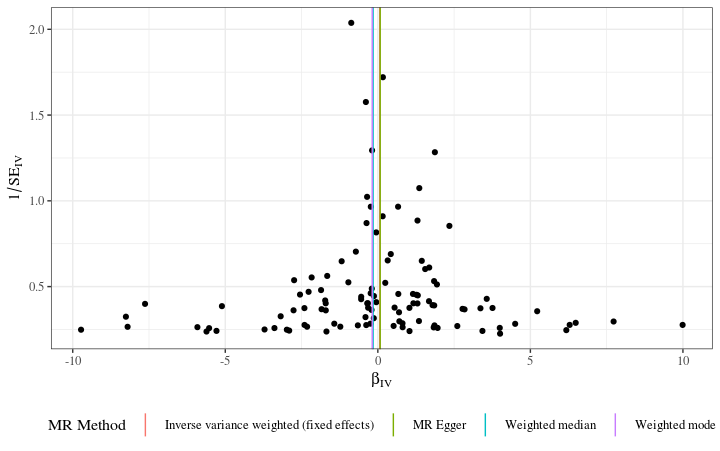 2.0
1.5
1.0
0.5
1/SE_IV
-10 -5 0 5 10
β_IV
MR Method Inverse variance weighted (fixed effects) MR Egger Weighted median Weighted mode